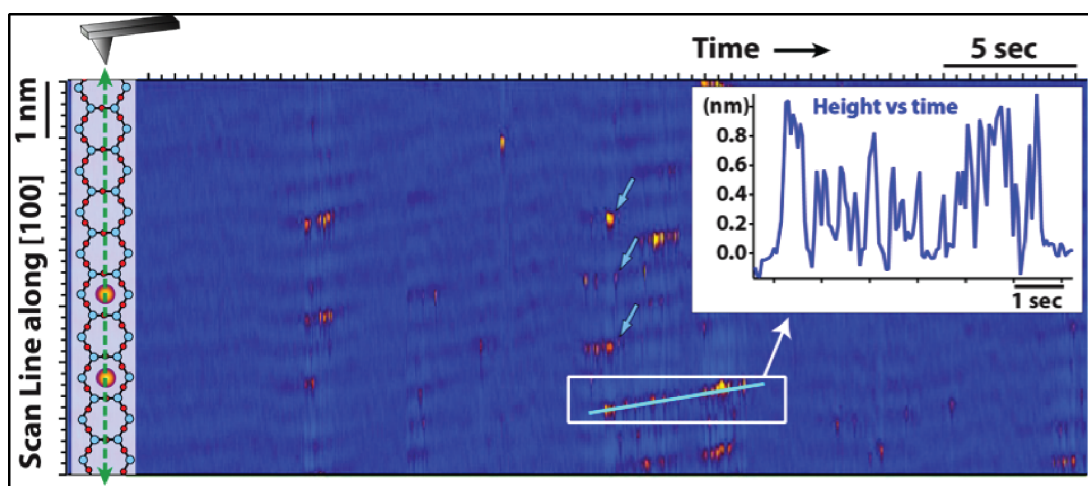 Time
5 sec
1 nm
Scan Line along [100]
(nm)
Height vs time
0.8
0.6
0.4
0.2
0.0
1 sec